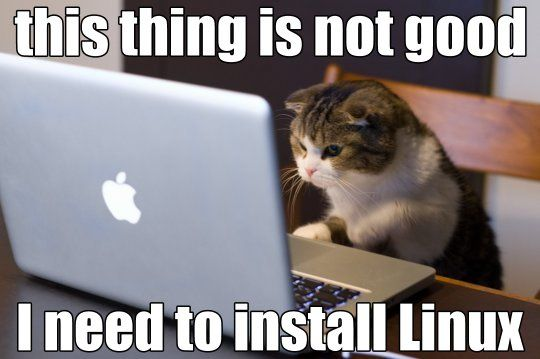 this thing is not good
I need to install Linux